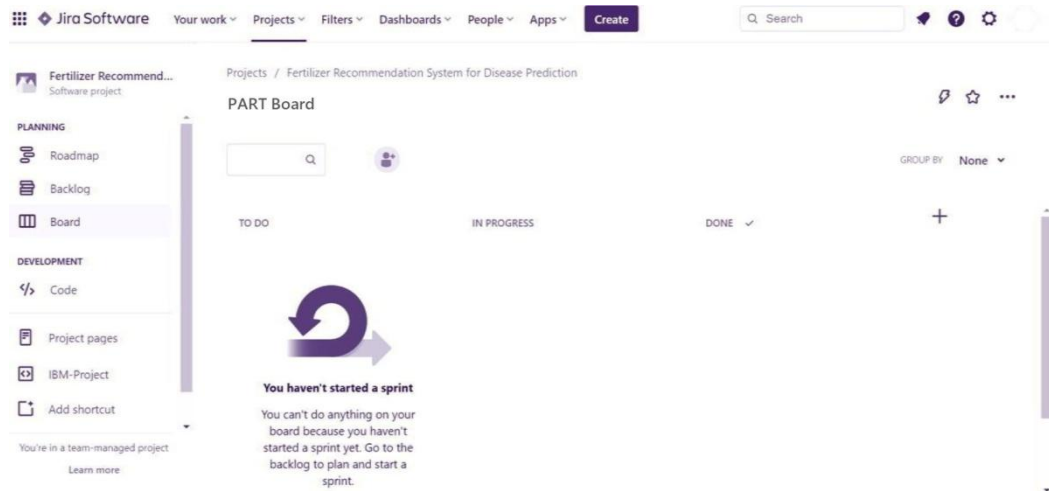 Jira Software Your work Projects Filters Dashboards People Apps Create Search
Fertilizer Recommend...
Software project
Projects / Fertilizer Recommendation System for Disease Prediction
PART Board
PLANNING
Roadmap
GROUP BY None
Backlog
Board
TO DO IN PROGRESS DONE
DEVELOPMENT
Code
Project pages
IBM-Project
Add shortcut
You're in a team-managed project
Learn more
You haven't started a sprint
You can't do anything on your
board because you haven't
started a sprint yet. Go to the
backlog to plan and start a
sprint.